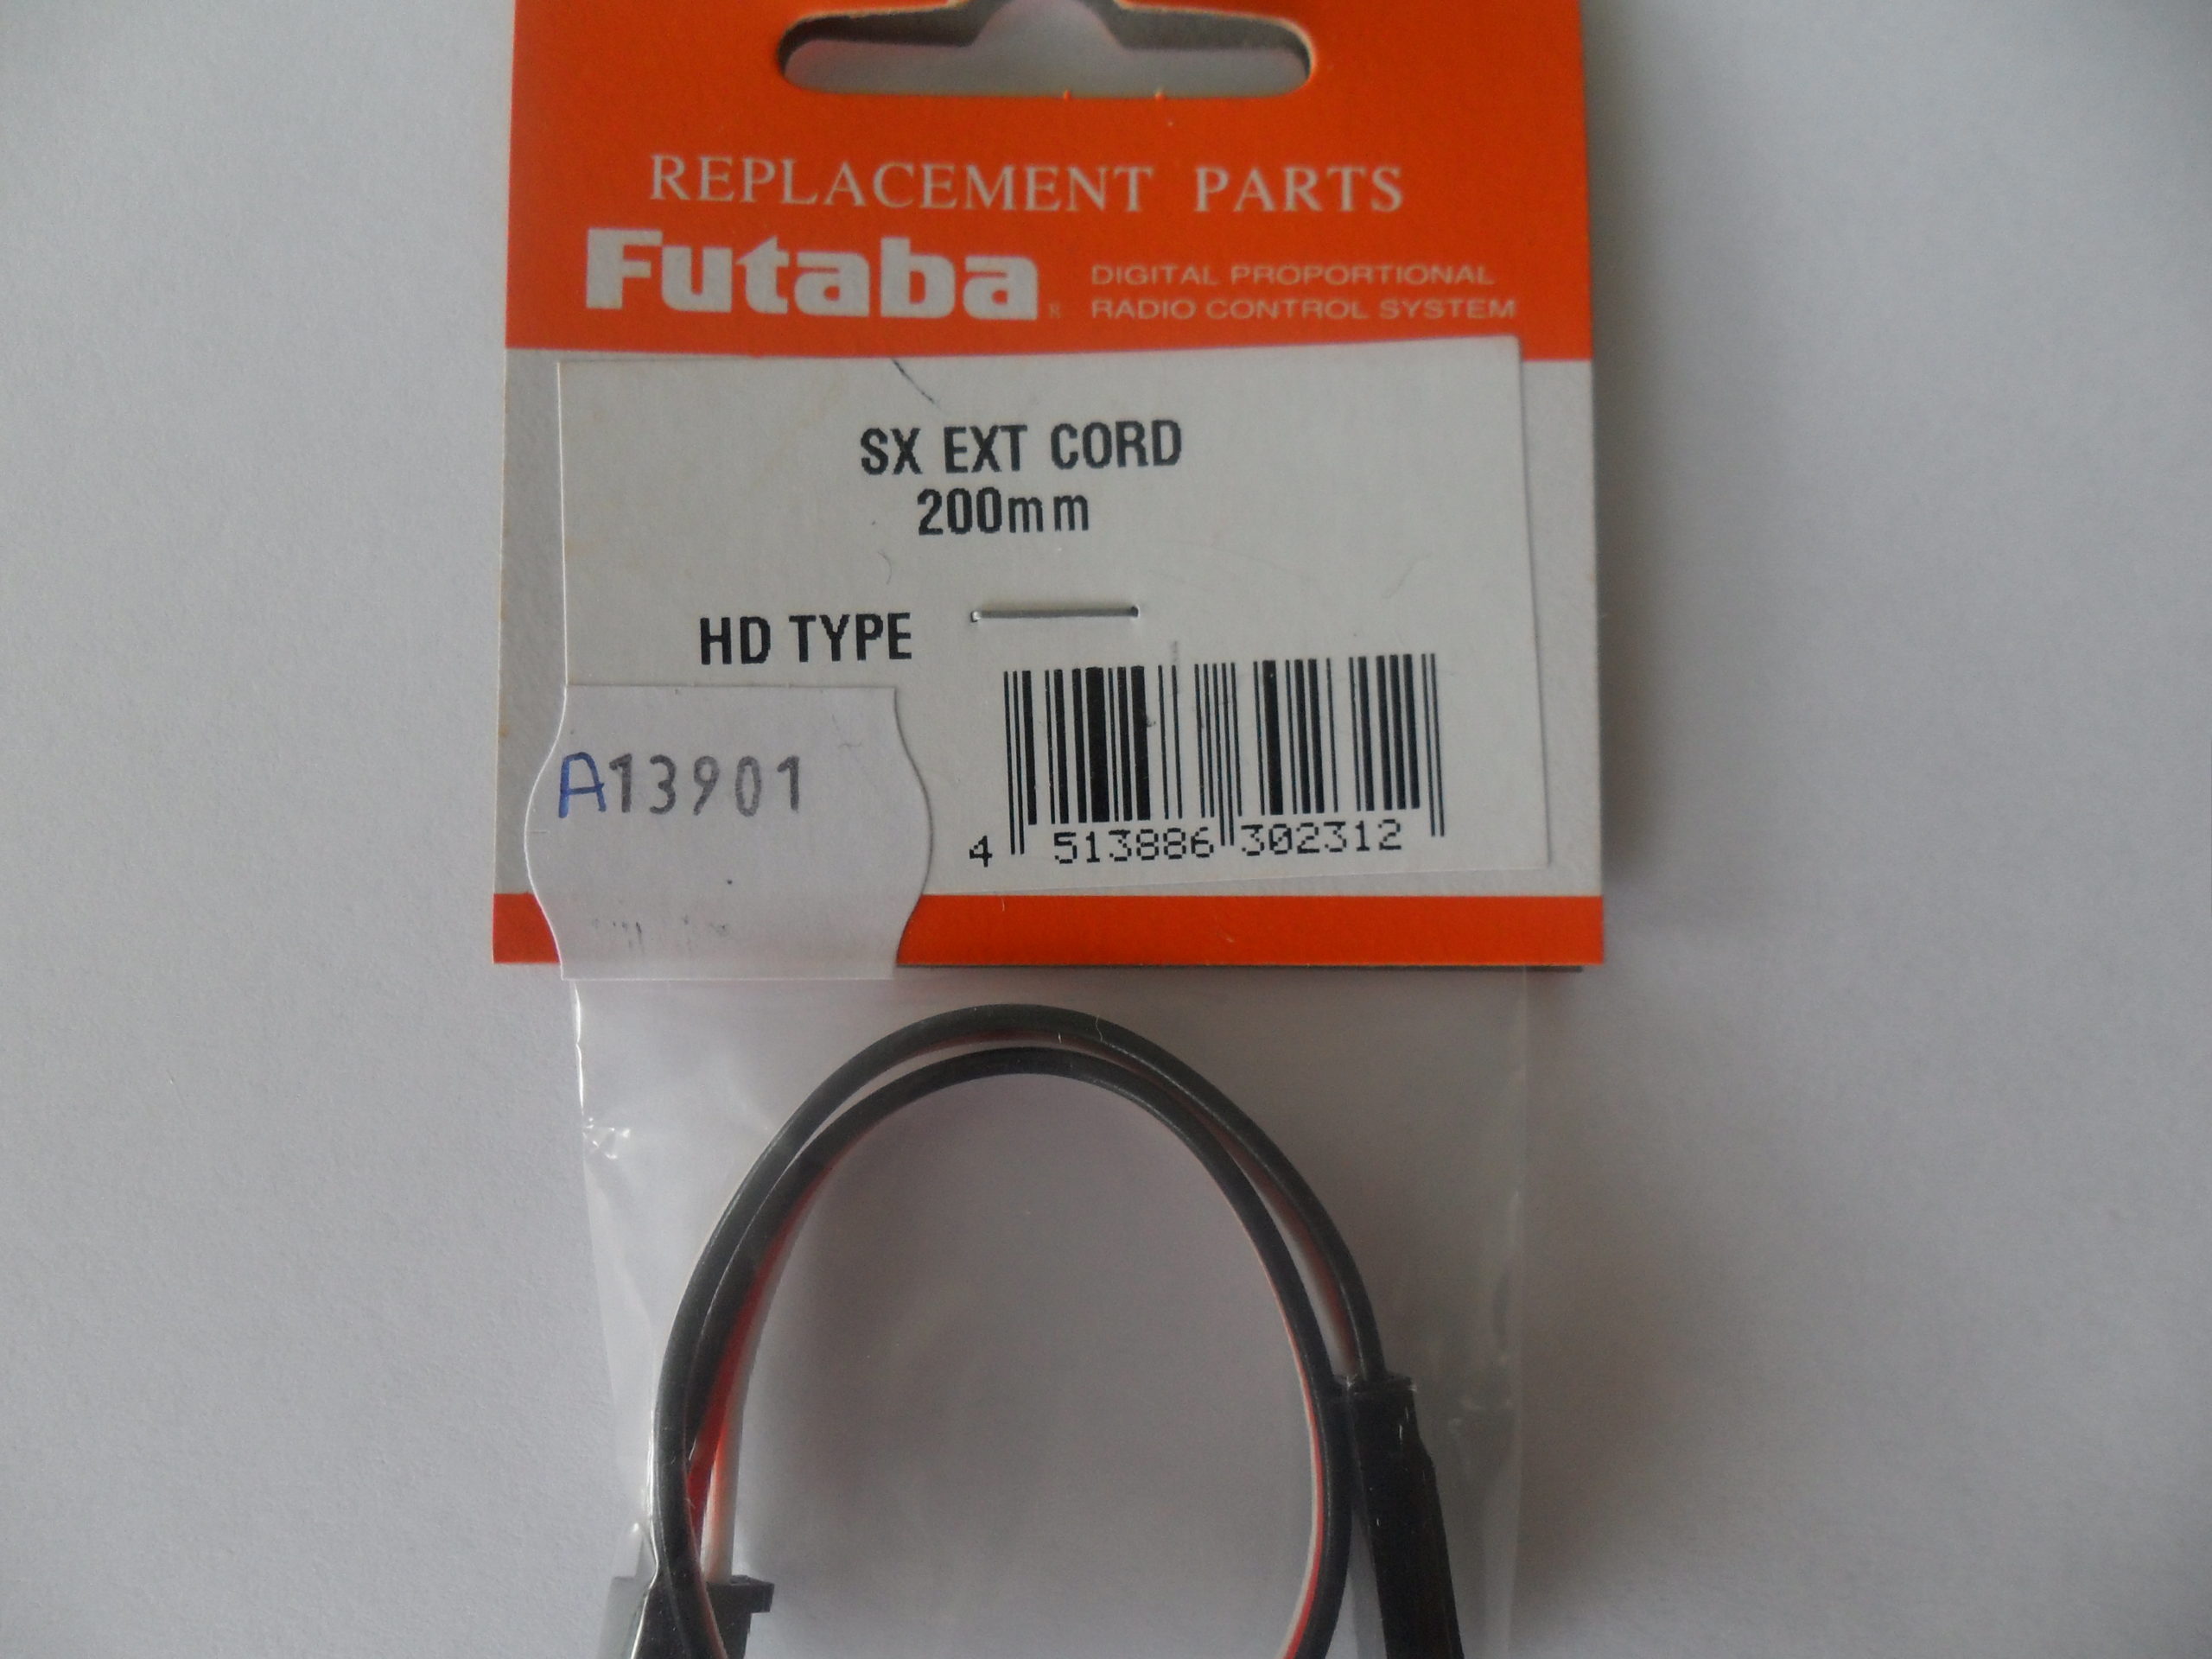 REPLACEMENT PARTS
Futaba®
DIGITAL PROPORTIONAL
RADIO CONTROL SYSTEM
SX EXT CORD
200mm
HD TYPE
A13901
4 513886 302312